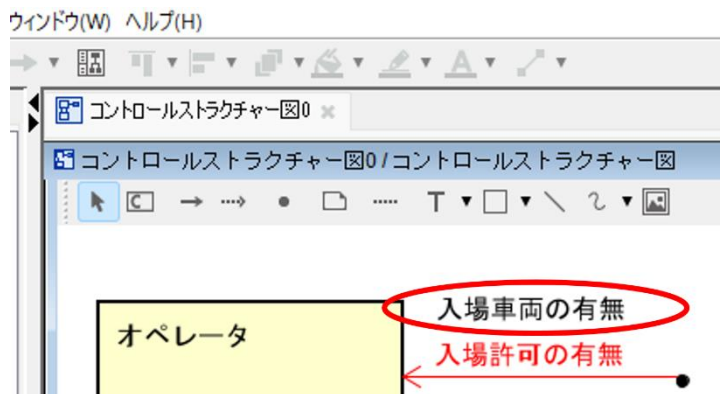 ウィンドウ(W) ヘルプ(H)
コントロールストラクチャー図0
コントロールストラクチャー図0 / コントロールストラクチャー図
C T
入場車両の有無
オペレータ
入場許可の有無